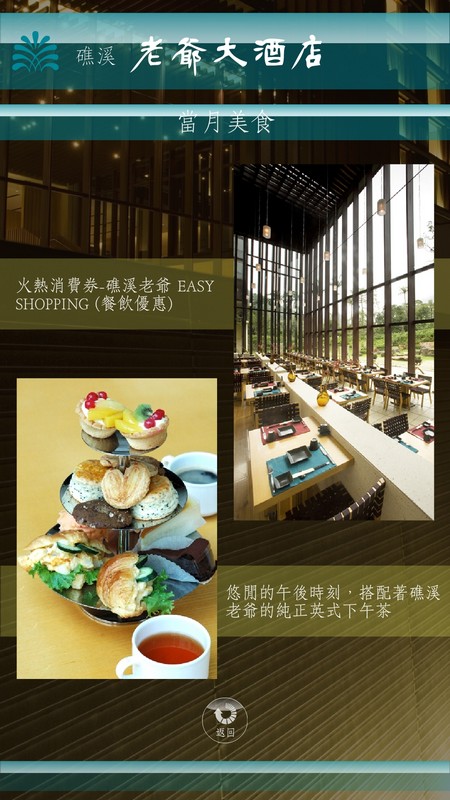 礁溪 老爺大酒店
當月美食
火熱消費券-礁溪老爺 EASY
SHOPPING (餐飲優惠)
悠閒的午後時刻，搭配著礁溪
老爺的純正英式下午茶
返回